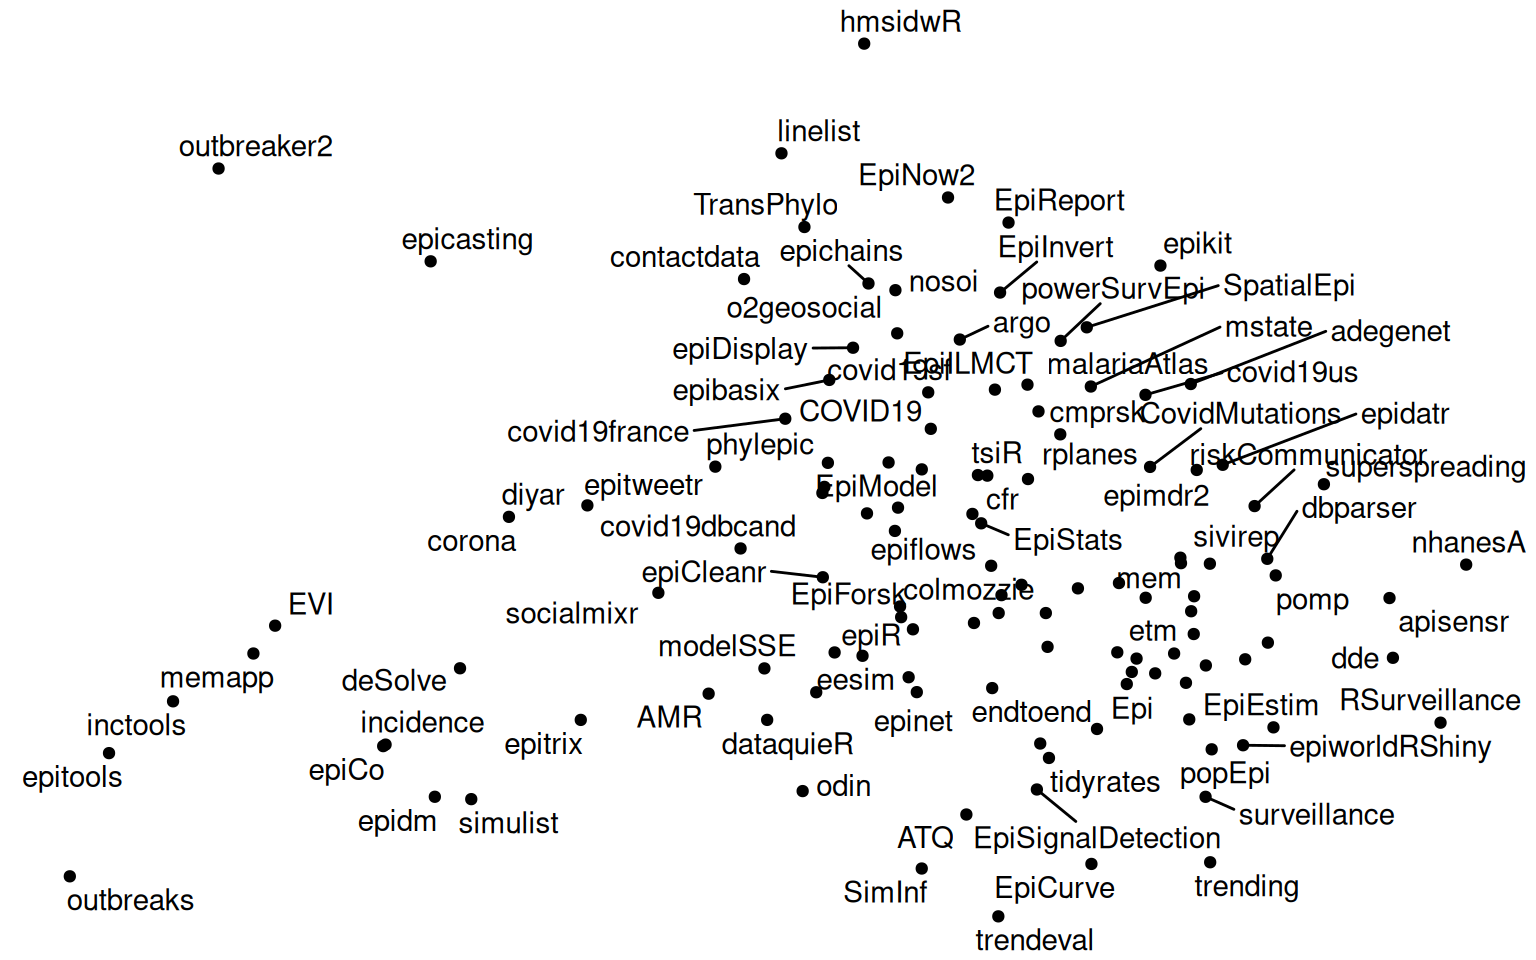 hmsidwR
linelist
outbreaker2
EpiNow2
TransPhylo
EpiReport
epicasting
epichains
EpiInvert
epikit
contactdata
nosoi
powerSurvEpi
SpatialEpi
o2geosocial
argo
mstate
adegenet
epiDisplay
covid19sf
EpiILMCT
malariaAtlas
covid19us
epibasix
COVID19
cmprsk
CovidMutations
epidatr
covid19france
phylepic
tsiR
rplanes
riskCommunicator
superspreading
diyar
epitweetr
EpiModel
cfr
epimdr2
dbparser
corona
covid19dbcand
epiflows
EpiStats
sivirep
nhanesA
epiCleanr
EpiForsk
colmozzie
mem
pomp
EVI
socialmixr
epiR
etm
apisensr
memapp
deSolve
modelSSE
eesim
dde
inctools
incidence
epitrix
AMR
dataquieR
epinet
endtoend
Epi
EpiEstim
RSurveillance
epitools
epiCo
odin
tidyrates
popEpi
epiworldRShiny
epidm
simulist
ATQ
EpiSignalDetection
surveillance
outbreaks
SimInf
EpiCurve
trending
trendeval